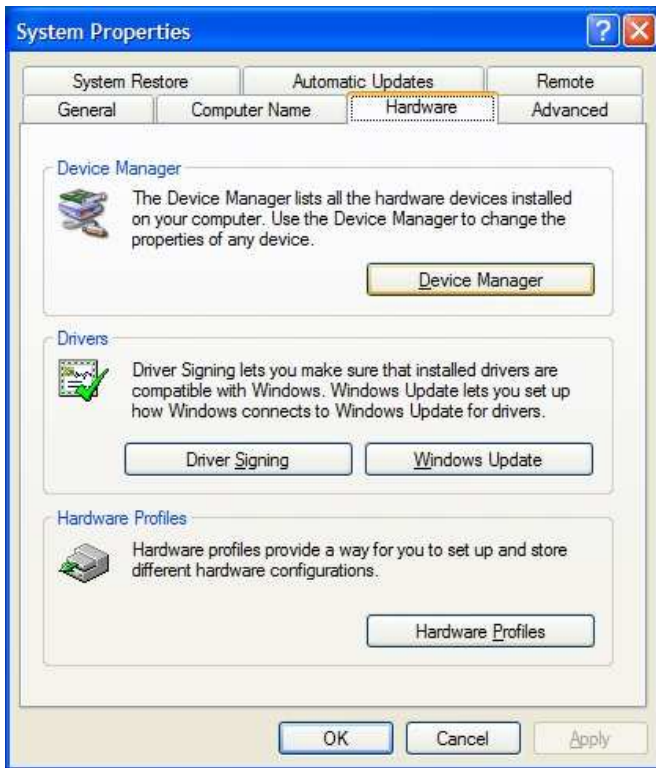 System Properties
System Restore Automatic Updates Remote
General Computer Name Hardware Advanced
Device Manager
The Device Manager lists all the hardware devices installed
on your computer. Use the Device Manager to change the
properties of any device.
Device Manager
Drivers
Driver Signing lets you make sure that installed drivers are
compatible with Windows. Windows Update lets you set up
how Windows connects to Windows Update for drivers.
Driver Signing Windows Update
Hardware Profiles
Hardware profiles provide a way for you to set up and store
different hardware configurations.
Hardware Profiles
OK Cancel Apply